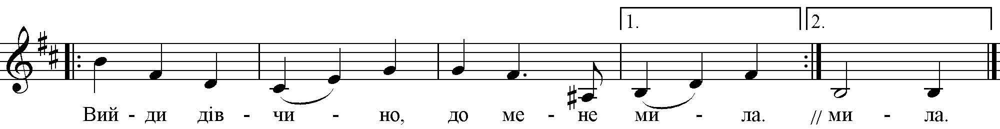 1. 2.
Вий - ди дів - чи - но, до ме - не ми - ла. // ми - ла.